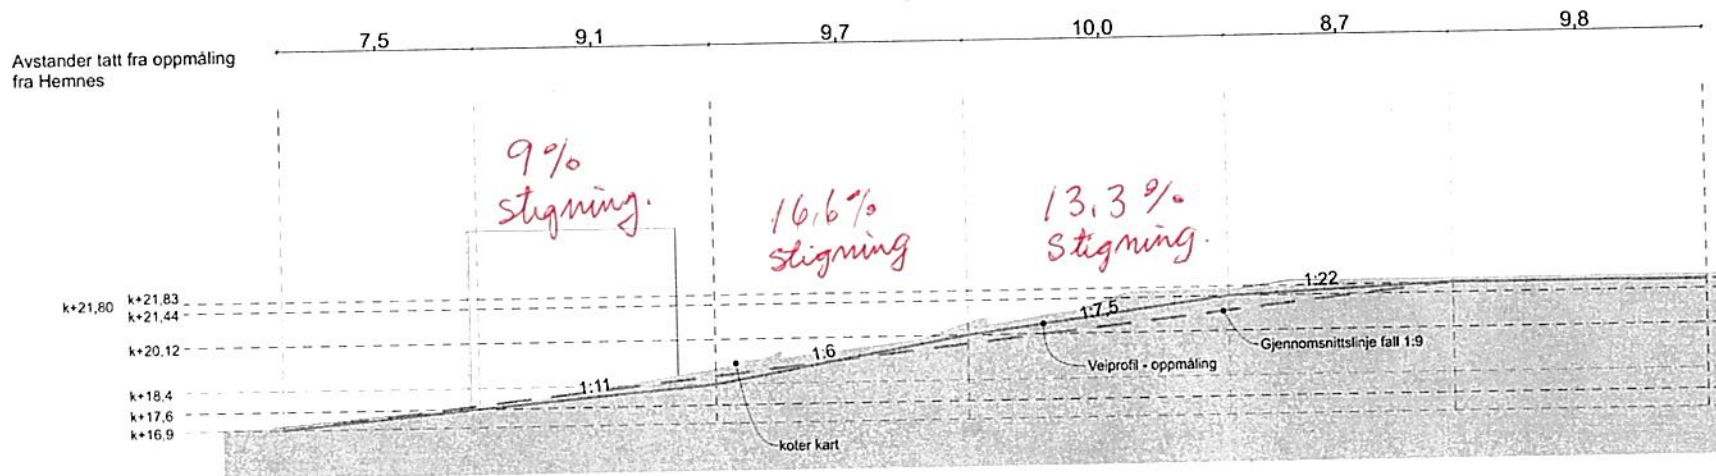 7,5
9,1
9,7
10,0
8,7
9,8
Avstander tatt fra oppmåling
fra Hemnes
9%
stigning.
16,6%
stigning
13,3%
Stigning.
k+21,80
k+21,83
k+21,44
k+20,12
k+18,4
k+17,6
k+16,9
1:11
1:6
1:7,5
1:22
Gjennomsnittslinje fall 1:9
Veiprofil - oppmåling
koter kart